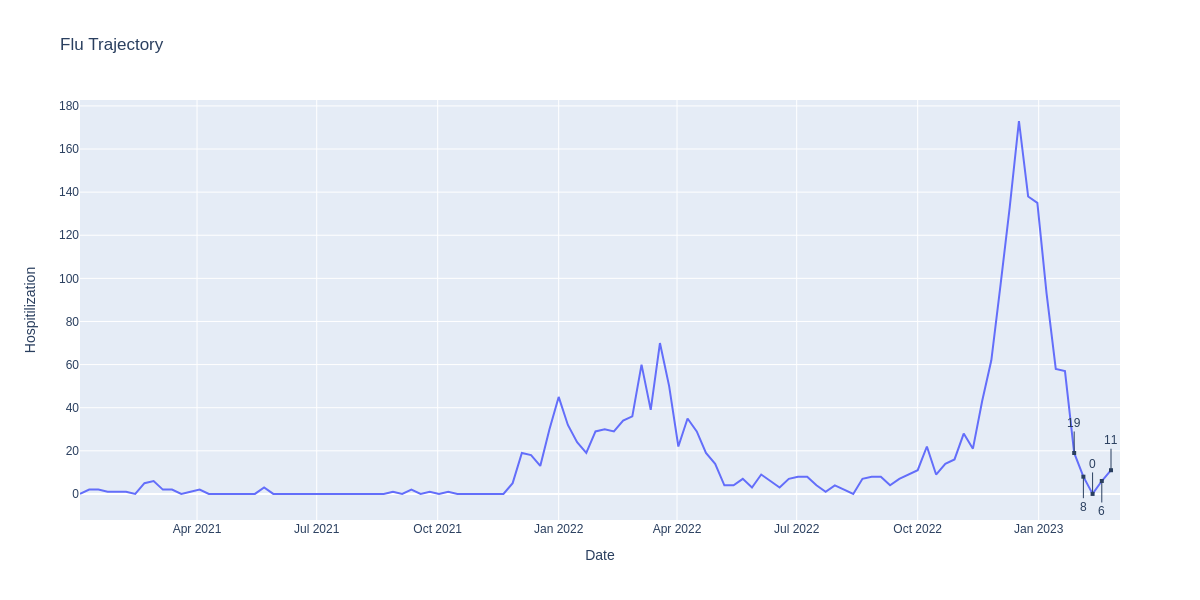 Flu Trajectory
180
160
140
120
100
80
60
40
20
0
Hospitilization
19
8
0
6
11
Apr 2021
Jul 2021
Oct 2021
Jan 2022
Apr 2022
Jul 2022
Oct 2022
Jan 2023
Date